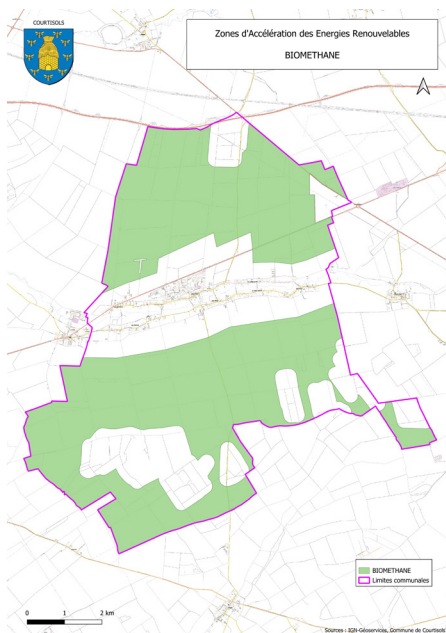 COURTISOLS
Zones d'Accélération des Energies Renouvelables
BIOMETHANE
BIOMETHANE
Limites communales
0 1 2 km
Sources : IGN-Géoservices, Commune de Courtisols